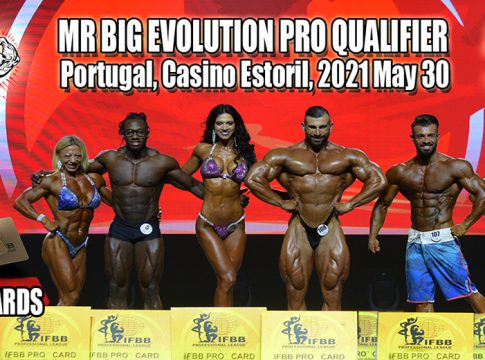 MR BIG EVOLUTION PRO QUALIFIER
Portugal, Casino Estoril, 2021 May 30
107
IFBB
ARDS
IFBB
PROFESSIONAL LEAGUE
IFBB PRO CARD
IFBB
PROFESSIONAL LEAGUE
IFBB PRO CARD
IFBB
PROFESSIONAL LEAGUE
IFBB PRO CARD
IFBB
PROFESSIONAL LEAGUE
IFBB PRO CARD
IFBB
PROFESSIONAL LEAGUE
IFBB PRO CARD